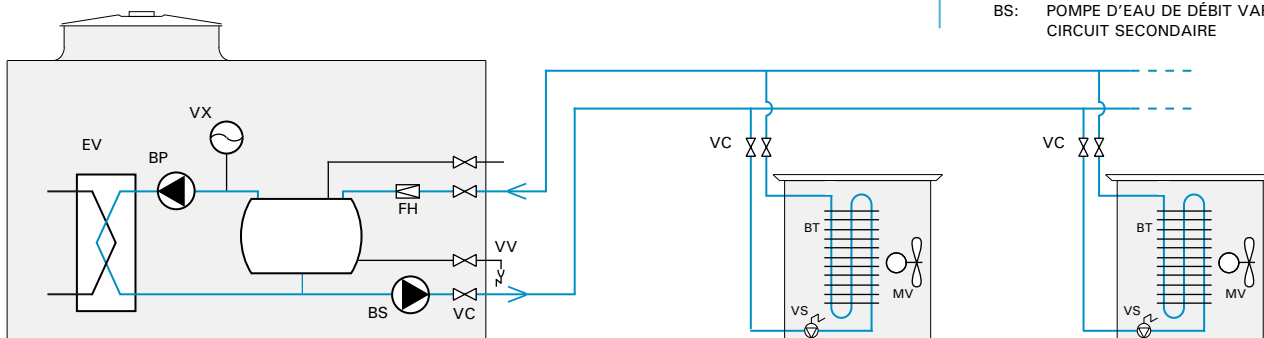 BS: POMPE D'EAU DE DÉBIT
CIRCUIT SECONDAIRE
VX
EV
BP
VC
VC
FH
BT
BT
VV
MV
MV
BS
VC
VS
VS